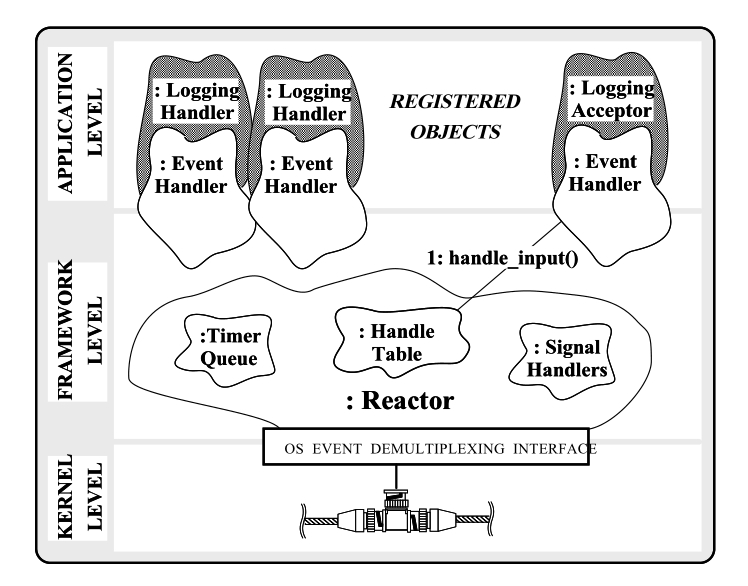 APPLICATION
LEVEL
: Logging
Handler
: Event
Handler
: Logging
Handler
: Event
Handler
REGISTERED
OBJECTS
: Logging
Acceptor
: Event
Handler
FRAMEWORK
LEVEL
1: handle_input()
:Timer
Queue
: Handle
Table
: Signal
Handlers
: Reactor
OS EVENT DEMULTIPLEXING INTERFACE
KERNEL
LEVEL